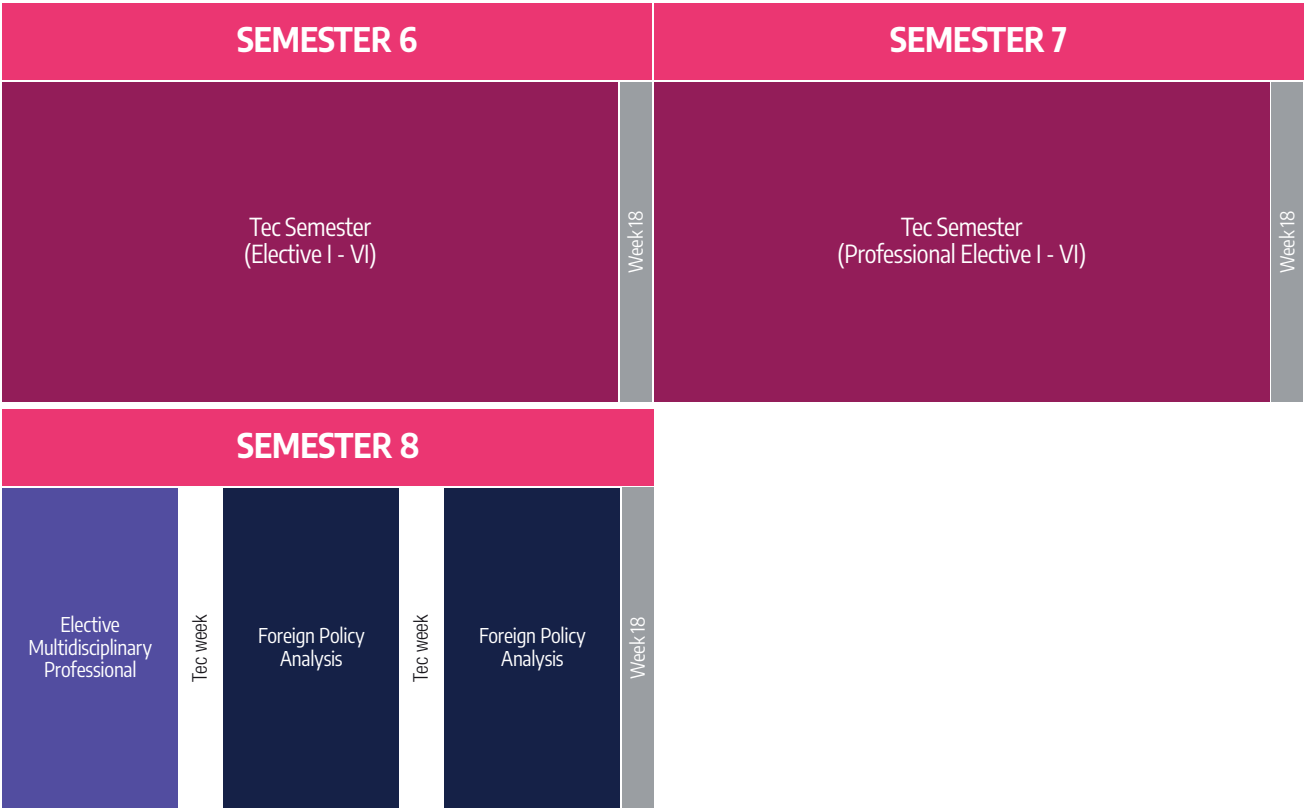 SEMESTER 6
Tec Semester
(Elective I - VI)
Week 18
SEMESTER 7
Tec Semester
(Professional Elective I - VI)
Week 18
SEMESTER 8
Elective
Multidisciplinary
Professional
Tec week
Foreign Policy
Analysis
Tec week
Foreign Policy
Analysis
Week 18